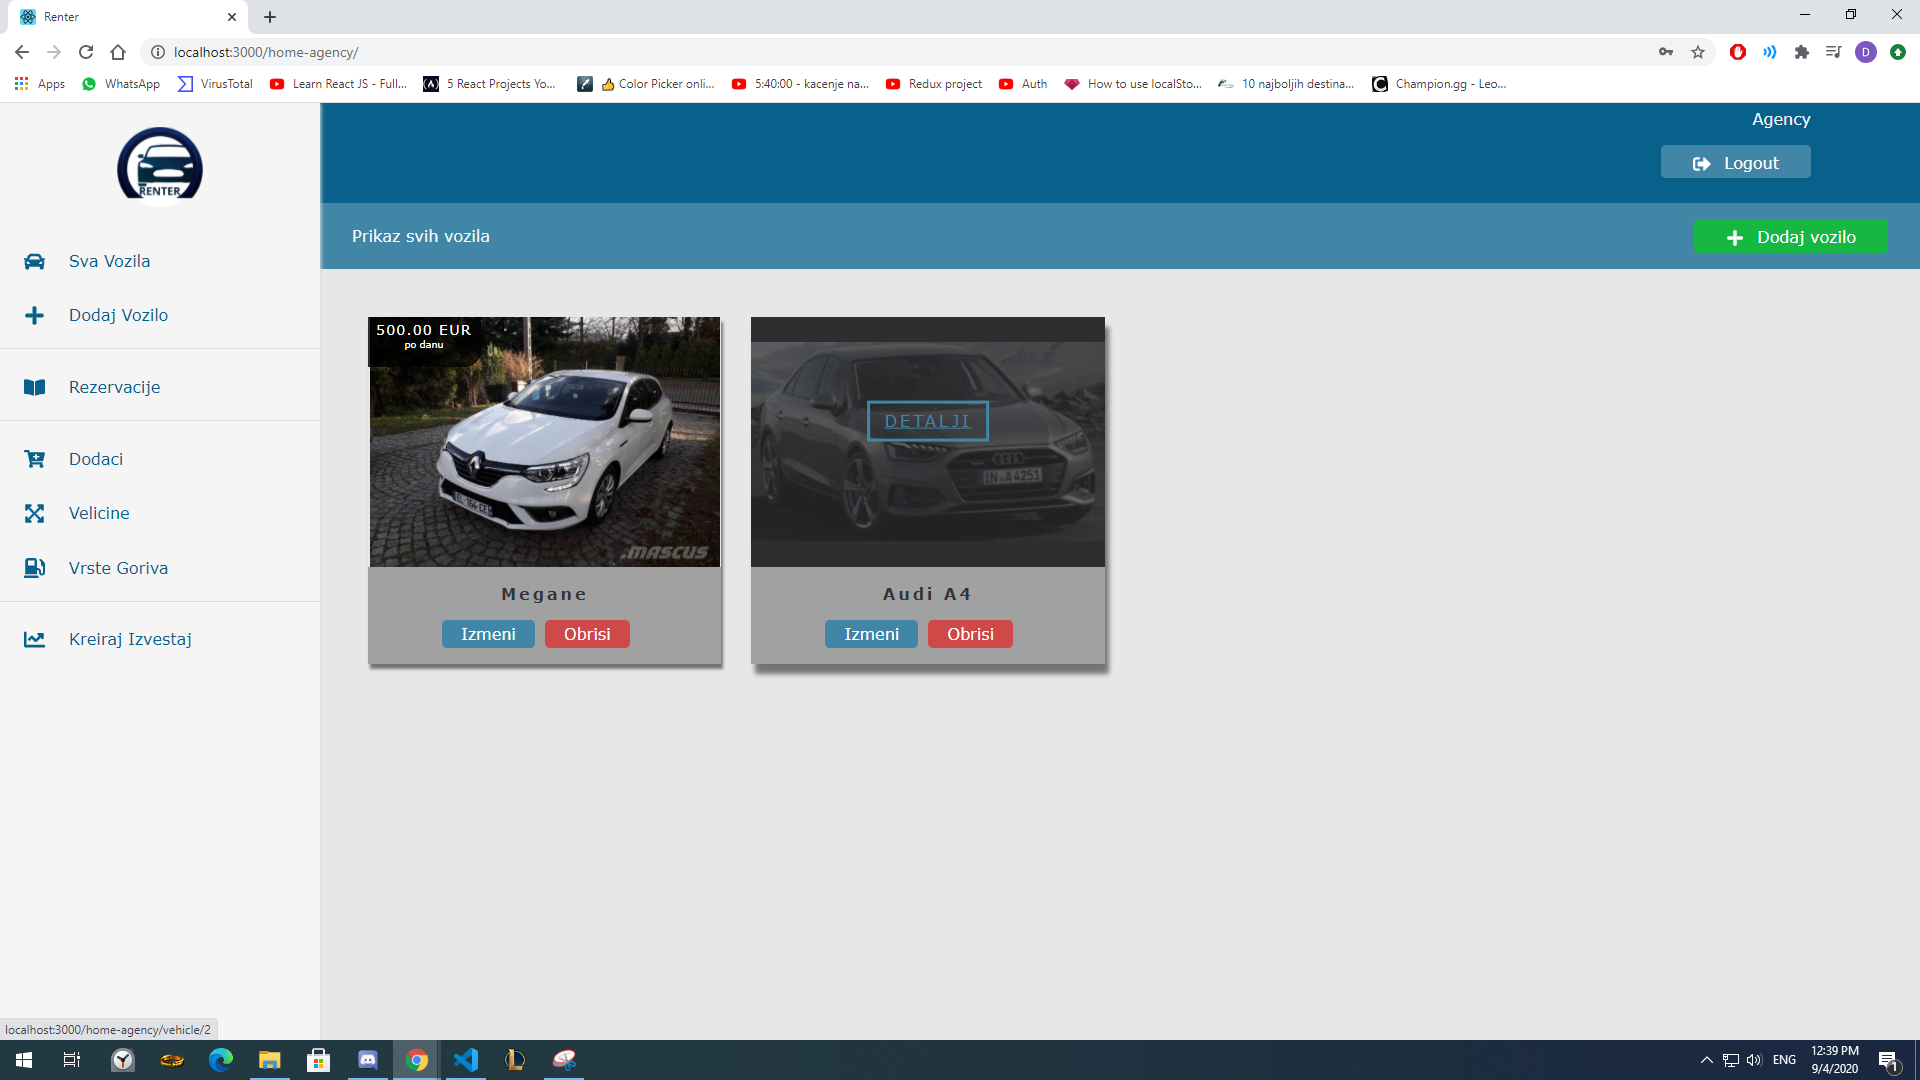 Renter
localhost:3000/home-agency/
D
Apps
WhatsApp
VirusTotal
Learn React JS - Full...
5 React Projects Yo...
Color Picker onli...
5:40:00 - kacenje na...
Redux project
Auth
How to use localSto...
10 najboljih destina...
Champion.gg - Leo...
RENTER
Agency
Logout
Prikaz svih vozila
Dodaj vozilo
Sva Vozila
Dodaj Vozilo
Rezervacije
Dodaci
Velicine
Vrste Goriva
Kreiraj Izvestaj
500.00 EUR
po danu
.MASCUS
Megane
Izmeni
Obrisi
DETALJI
IN·A 4251
Audi A4
Izmeni
Obrisi
localhost:3000/home-agency/vehicle/2
ENG
12:39 PM
9/4/2020
1